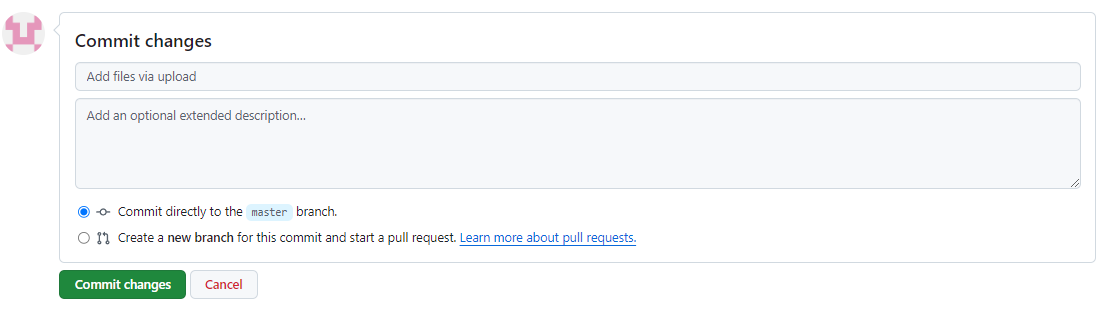 Commit changes
Add files via upload
Add an optional extended description...
Commit directly to the master branch.
Create a new branch for this commit and start a pull request. Learn more about pull requests.
Commit changes Cancel